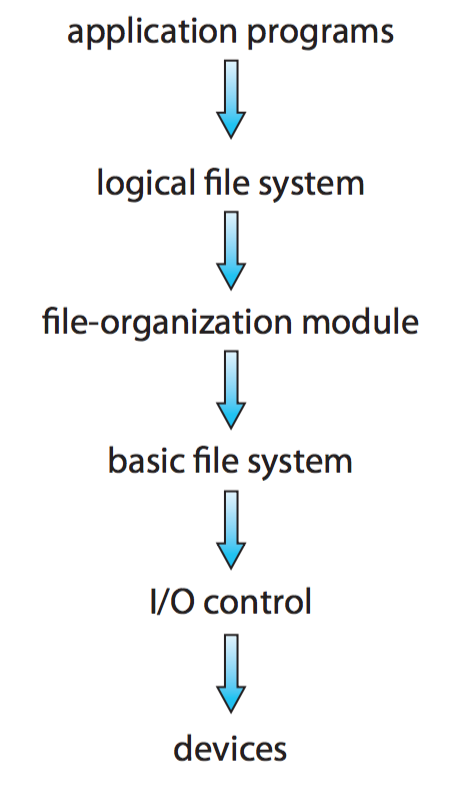 application programs
logical file system
file-organization module
basic file system
I/O control
devices